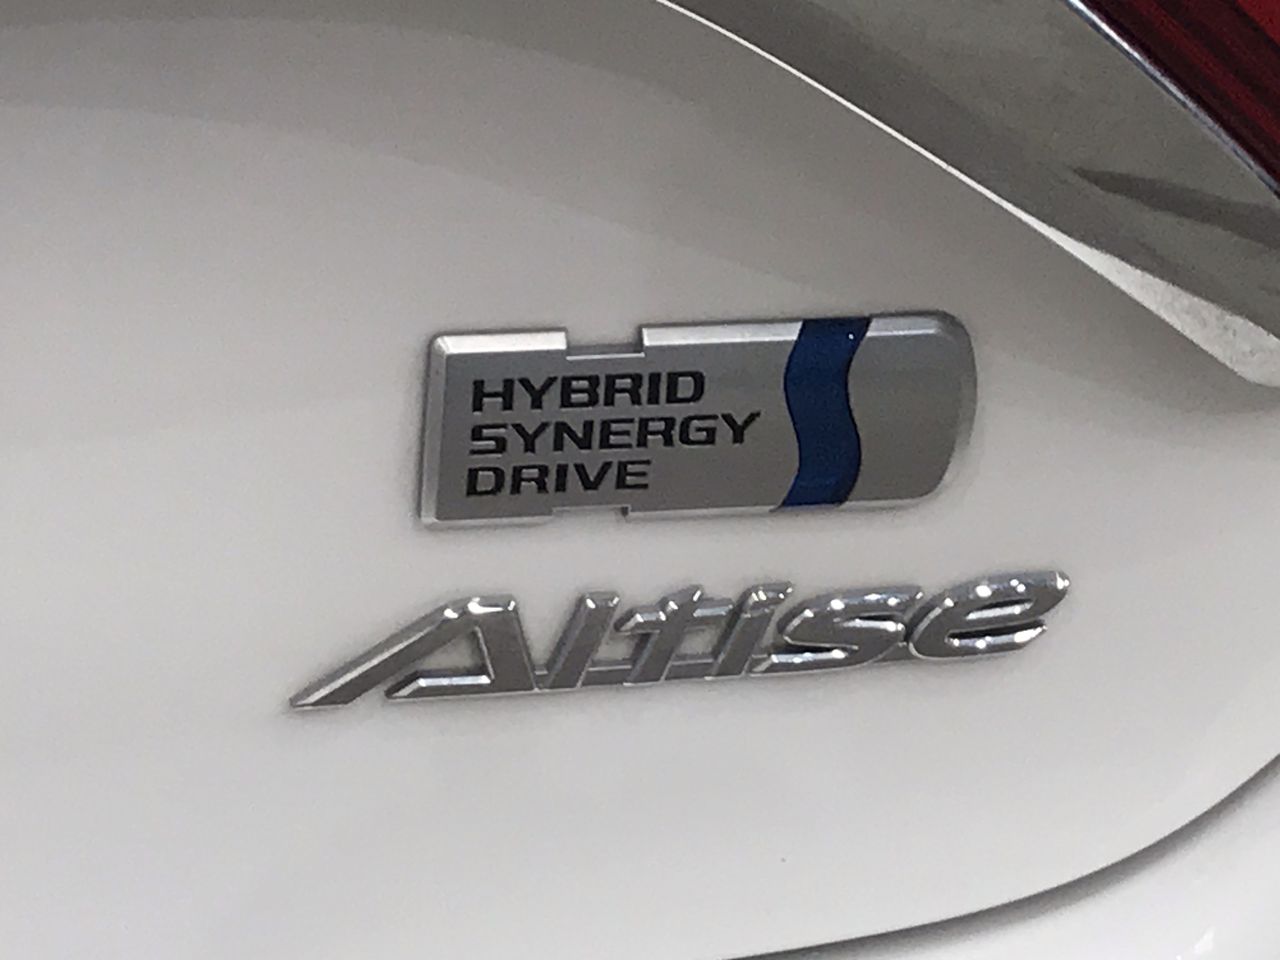 HYBRID
SYNERGY
DRIVE
Altise